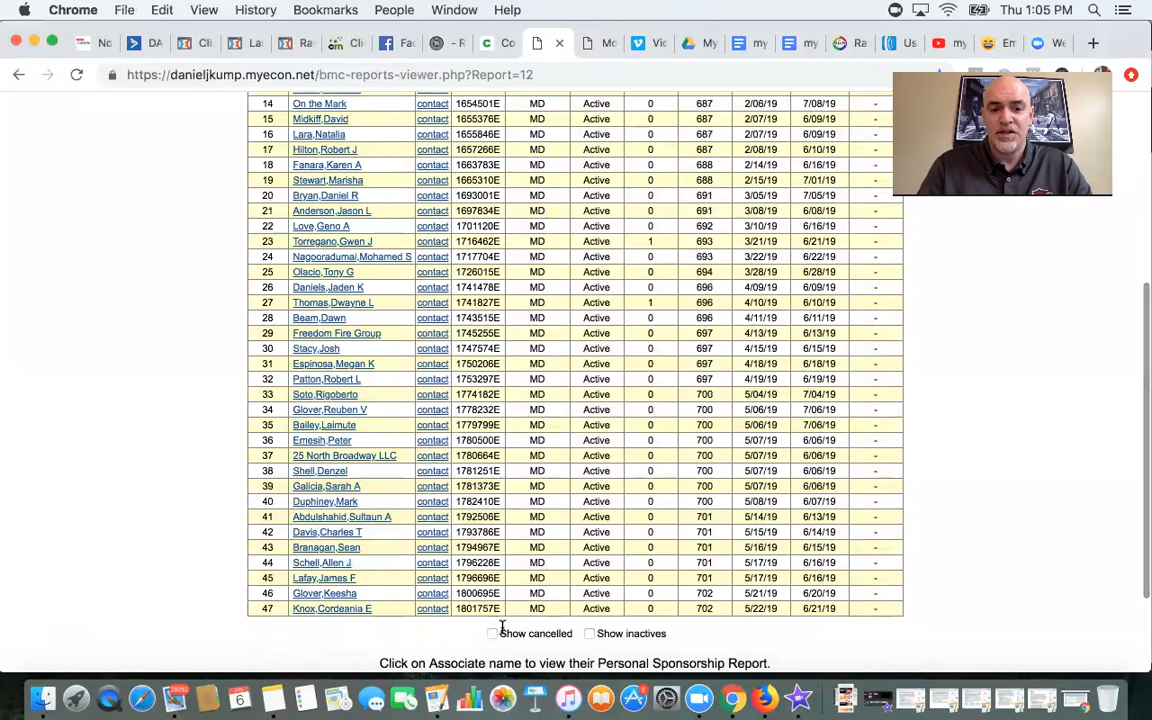 Chrome File Edit View History Bookmarks People Window Help Thu 1:05 PM
No DA Cli La Ra Cli Fac - R Co Mo Vic My my my Ra Us my Em We
https://danieljkump.myecon.net/bmc-reports-viewer.php?Report=12
14 On the Mark contact 1654501E MD Active 0 687 2/06/19 7/08/19 -
15 Midkiff,David contact 1655376E MD Active 0 687 2/07/19 6/09/19
16 Lara,Natalia contact 1655846E MD Active 0 687 2/07/19 6/09/19
17 Hilton,Robert J contact 1657266E MD Active 0 687 2/08/19 6/10/19
18 Fanara,Karen A contact 1663783E MD Active 0 688 2/14/19 6/16/19
19 Stewart,Marisha contact 1665310E MD Active 0 688 2/15/19 7/01/19
20 Bryan,Daniel R contact 1693001E MD Active 0 691 3/05/19 7/05/19 -
21 Anderson,Jason L contact 1697834E MD Active 0 691 3/08/19 6/08/19 -
22 Love,Geno A contact 1701120E MD Active 0 692 3/10/19 6/16/19 -
23 Torregano,Gwen J contact 1716462E MD Active 1 693 3/21/19 6/21/19 -
24 Nagooradumai,Mohamed S contact 1717704E MD Active 0 693 3/22/19 6/22/19 -
25 Olacio,Tony G contact 1726015E MD Active 0 694 3/28/19 6/28/19 -
26 Daniels,Jaden K contact 1741478E MD Active 0 696 4/09/19 6/09/19 -
27 Thomas,Dwayne L contact 1741827E MD Active 1 696 4/10/19 6/10/19 -
28 Beam,Dawn contact 1743515E MD Active 0 696 4/11/19 6/11/19 -
29 Freedom Fire Group contact 1745255E MD Active 0 697 4/13/19 6/13/19 -
30 Stacy,Josh contact 1747574E MD Active 0 697 4/15/19 6/15/19 -
31 Espinosa,Megan K contact 1750206E MD Active 0 697 4/18/19 6/18/19 -
32 Patton,Robert L contact 1753297E MD Active 0 697 4/19/19 6/19/19 -
33 Soto,Rigoberto contact 1774182E MD Active 0 700 5/04/19 7/04/19 -
34 Glover,Reuben V contact 1778232E MD Active 0 700 5/06/19 7/06/19 -
35 Bailey,Laimute contact 1779799E MD Active 0 700 5/06/19 7/06/19 -
36 Emesih,Peter contact 1780500E MD Active 0 700 5/07/19 6/06/19 -
37 25 North Broadway LLC contact 1780664E MD Active 0 700 5/07/19 6/06/19 -
38 Shell,Denzel contact 1781251E MD Active 0 700 5/07/19 6/06/19 -
39 Galicia,Sarah A contact 1781373E MD Active 0 700 5/07/19 6/06/19 -
40 Duphiney,Mark contact 1782410E MD Active 0 700 5/08/19 6/07/19 -
41 Abdulshahid,Sultaun A contact 1792506E MD Active 0 701 5/14/19 6/13/19 -
42 Davis,Charles T contact 1793786E MD Active 0 701 5/15/19 6/14/19 -
43 Branagan,Sean contact 1794967E MD Active 0 701 5/16/19 6/15/19 -
44 Schell,Allen J contact 1796228E MD Active 0 701 5/17/19 6/16/19 -
45 Lafay,James F contact 1796696E MD Active 0 701 5/17/19 6/16/19 -
46 Glover,Keesha contact 1800695E MD Active 0 702 5/21/19 6/20/19 -
47 Knox,Cordeania E contact 1801757E MD Active 0 702 5/22/19 6/21/19 -
Show cancelled Show inactives
Click on Associate name to view their Personal Sponsorship Report.